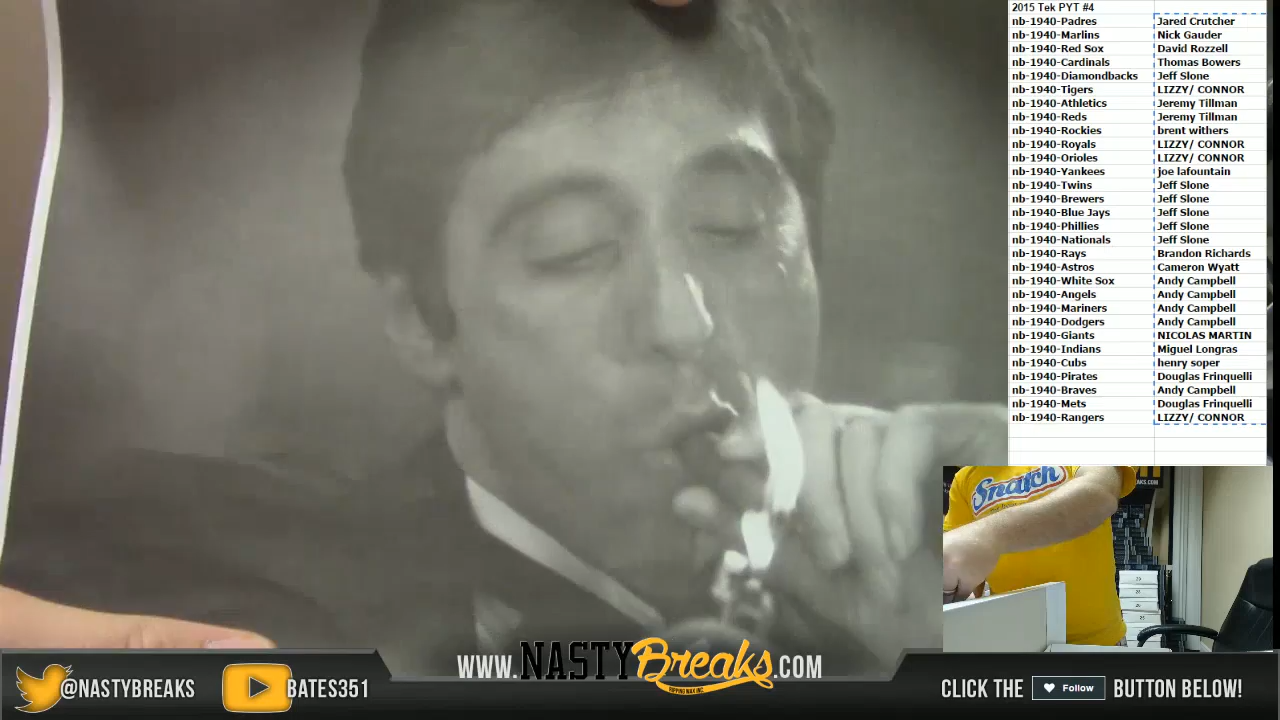 2015 Tek PYT #4
nb-1940-Padres Jared Crutcher
nb-1940-Marlins Nick Gauder
nb-1940-Red Sox David Rozzell
nb-1940-Cardinals Thomas Bowers
nb-1940-Diamondbacks Jeff Slone
nb-1940-Tigers LIZZY/ CONNOR
nb-1940-Athletics Jeremy Tillman
nb-1940-Reds Jeremy Tillman
nb-1940-Rockies brent withers
nb-1940-Royals LIZZY/ CONNOR
nb-1940-Orioles LIZZY/ CONNOR
nb-1940-Yankees joe lafountain
nb-1940-Twins Jeff Slone
nb-1940-Brewers Jeff Slone
nb-1940-Blue Jays Jeff Slone
nb-1940-Phillies Jeff Slone
nb-1940-Nationals Jeff Slone
nb-1940-Rays Brandon Richards
nb-1940-Astros Cameron Wyatt
nb-1940-White Sox Andy Campbell
nb-1940-Angels Andy Campbell
nb-1940-Mariners Andy Campbell
nb-1940-Dodgers Andy Campbell
nb-1940-Giants NICOLAS MARTIN
nb-1940-Indians Miguel Longras
nb-1940-Cubs henry soper
nb-1940-Pirates Douglas Frinquelli
nb-1940-Braves Andy Campbell
nb-1940-Mets Douglas Frinquelli
nb-1940-Rangers LIZZY/ CONNOR
Snatch
@NASTYBREAKS
BATES351
WWW.NASTYBreaks.COM
RIPPING WAX INC.
CLICK THE Follow BUTTON BELOW!